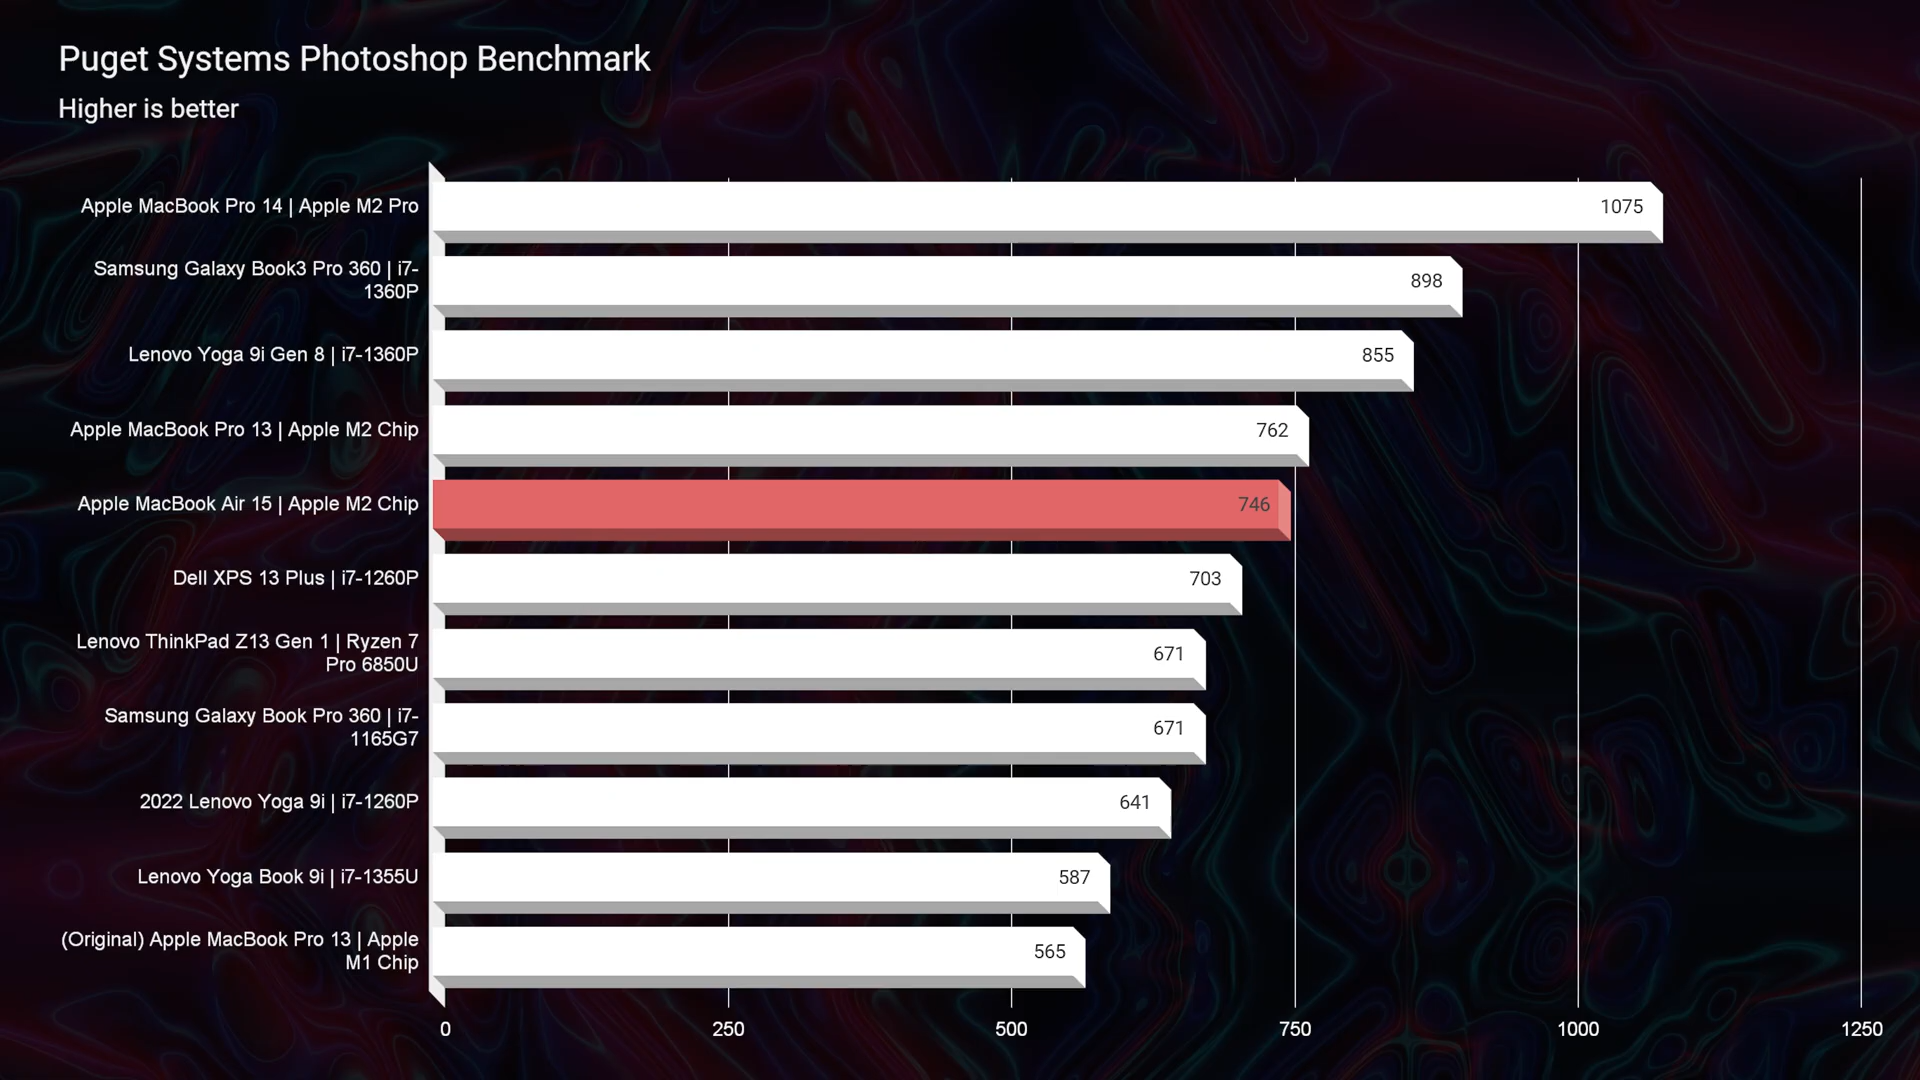 Puget Systems Photoshop Benchmark
Higher is better
Apple MacBook Pro 14 | Apple M2 Pro
1075
Samsung Galaxy Book3 Pro 360 | i7-
1360P
898
Lenovo Yoga 9i Gen 8 | i7-1360P
855
Apple MacBook Pro 13 | Apple M2 Chip
762
Apple MacBook Air 15 | Apple M2 Chip
746
Dell XPS 13 Plus | i7-1260P
703
Lenovo ThinkPad Z13 Gen 1 | Ryzen 7
Pro 6850U
671
Samsung Galaxy Book Pro 360 | i7-
1165G7
671
2022 Lenovo Yoga 9i | i7-1260P
641
Lenovo Yoga Book 9i | i7-1355U
587
(Original) Apple MacBook Pro 13 | Apple
M1 Chip
565
0 250 500 750 1000 1250